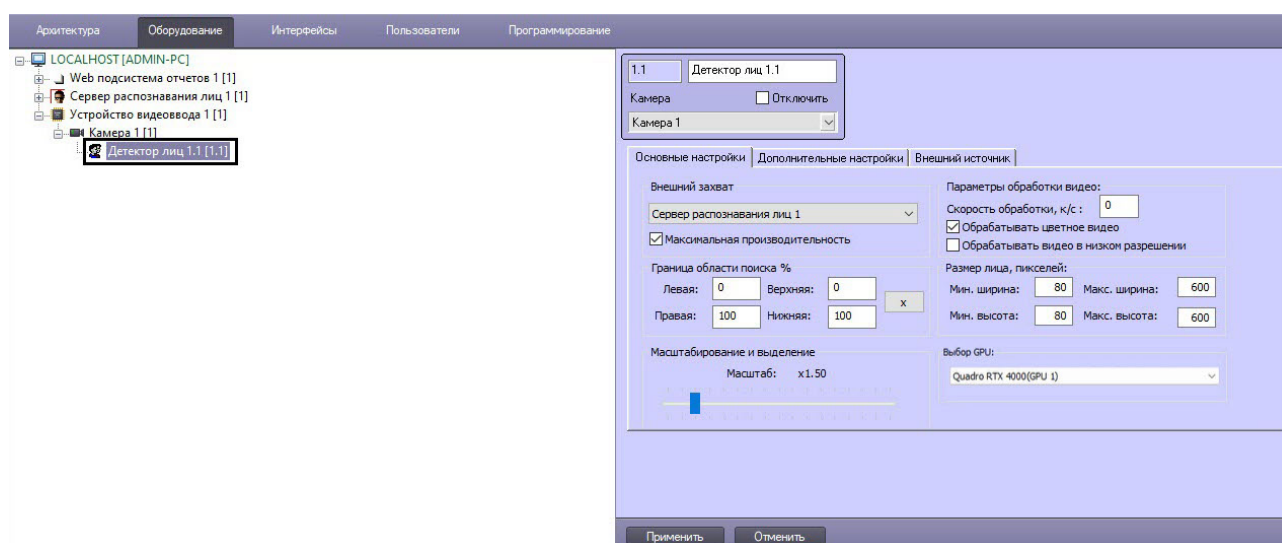 Архитектура Оборудование Интерфейсы Пользователи Программирование
LOCALHOST [ADMIN-PC]
Web подсистема отчетов 1 [1]
Сервер распознавания лиц 1 [1]
Устройство видеоввода 1 [1]
Камера 1 [1]
Детектор лиц 1.1 [1.1]
1.1 Детектор лиц 1.1
Камера Отключить
Камера 1
Основные настройки Дополнительные настройки Внешний источник
Внешний захват
Сервер распознавания лиц 1
Максимальная производительность
Параметры обработки видео:
Скорость обработки, к/с : 0
Обрабатывать цветное видео
Обрабатывать видео в низком разрешении
Граница области поиска %
Левая: 0 Верхняя: 0
Правая: 100 Нижняя: 100
x
Размер лица, пикселей:
Мин. ширина: 80 Макс. ширина: 600
Мин. высота: 80 Макс. высота: 600
Масштабирование и выделение
Масштаб: x1.50
Выбор GPU:
Quadro RTX 4000(GPU 1)
Применить Отменить